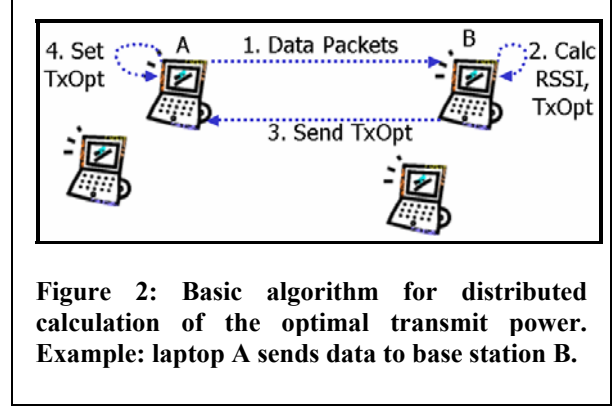 4. Set
TxOpt
A
1. Data Packets
B
2. Calc
RSSI,
TxOpt
3. Send TxOpt
Figure 2: Basic algorithm for distributed
calculation of the optimal transmit power.
Example: laptop A sends data to base station B.